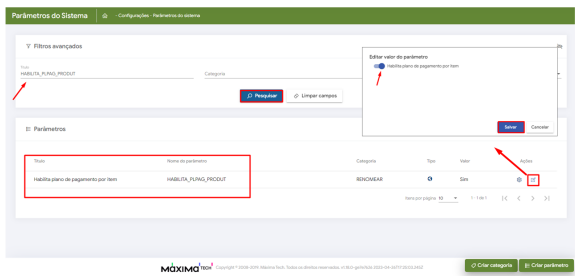 Parâmetros do Sistema - Configurações - Parâmetros do sistema
Filtros avançados
Título
HABILITA_PLPAG_PRODUT
Categoria
Pesquisar
Limpar campos
Editar valor do parâmetro
Habilita plano de pagamento por item
Salvar
Cancelar
Parâmetros
Título Nome do parâmetro Categoria Tipo Valor Ações
Habilita plano de pagamento por item HABILITA_PLPAG_PRODUT RENOMEAR Sim
Itens por página 10 1 - 1 de 1
MÁXIMA TECH
Criar categoria
Criar parâmetro